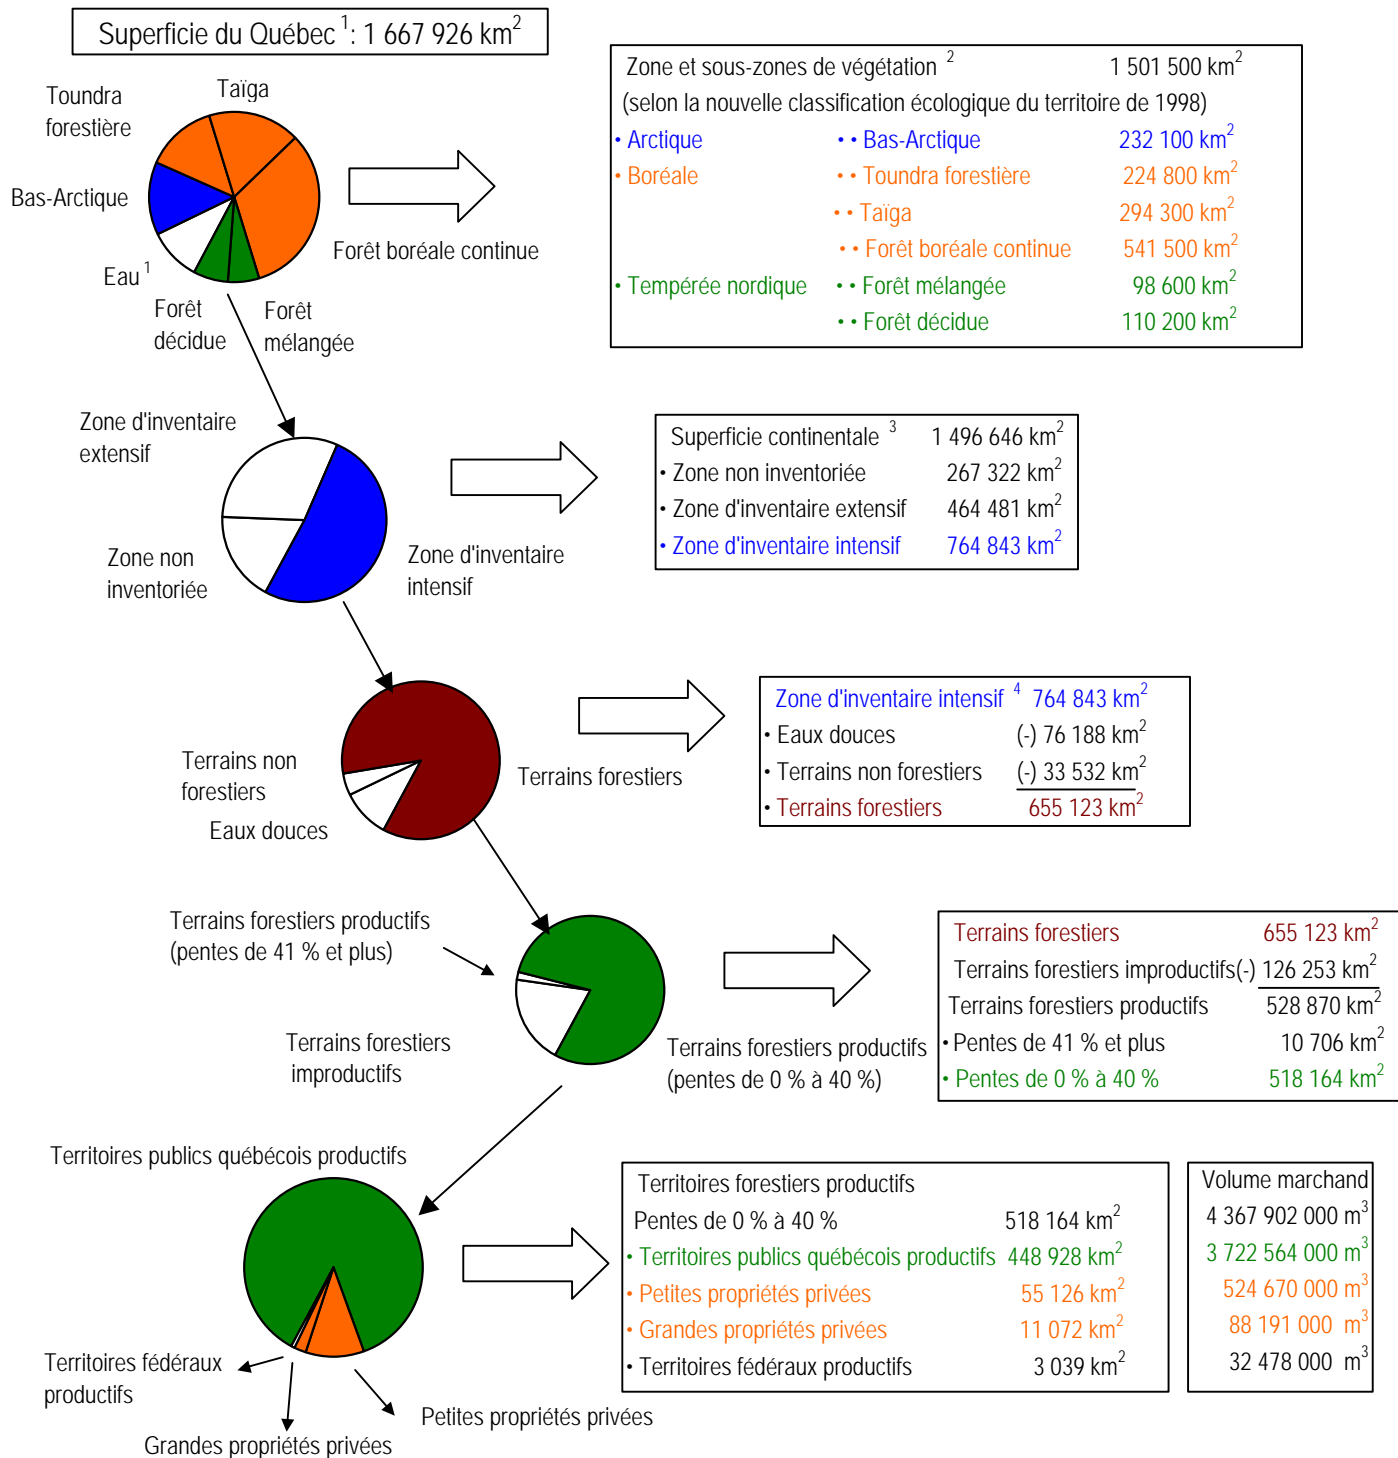 Superficie du Québec ¹: 1 667 926 km²
Toundra
forestière
Taïga
Bas-Arctique
Eau ¹
Forêt
décidue
Forêt
mélangée
Forêt boréale continue
Zone et sous-zones de végétation ² 1 501 500 km²
(selon la nouvelle classification écologique du territoire de 1998)
• Arctique •• Bas-Arctique 232 100 km²
• Boréale •• Toundra forestière 224 800 km²
•• Taïga 294 300 km²
•• Forêt boréale continue 541 500 km²
• Tempérée nordique •• Forêt mélangée 98 600 km²
•• Forêt décidue 110 200 km²
Zone d'inventaire
extensif
Zone non
inventoriée
Zone d'inventaire
intensif
Superficie continentale ³ 1 496 646 km²
• Zone non inventoriée 267 322 km²
• Zone d'inventaire extensif 464 481 km²
• Zone d'inventaire intensif 764 843 km²
Terrains non
forestiers
Eaux douces
Terrains forestiers
Zone d'inventaire intensif ⁴ 764 843 km²
• Eaux douces (-) 76 188 km²
• Terrains non forestiers (-) 33 532 km²
• Terrains forestiers 655 123 km²
Terrains forestiers productifs
(pentes de 41 % et plus)
Terrains forestiers
improductifs
Terrains forestiers productifs
(pentes de 0 % à 40 %)
Terrains forestiers 655 123 km²
Terrains forestiers improductifs(-) 126 253 km²
Terrains forestiers productifs 528 870 km²
• Pentes de 41 % et plus 10 706 km²
• Pentes de 0 % à 40 % 518 164 km²
Territoires publics québécois productifs
Territoires fédéraux
productifs
Grandes propriétés privées
Petites propriétés privées
Territoires forestiers productifs
Pentes de 0 % à 40 % 518 164 km²
• Territoires publics québécois productifs 448 928 km²
• Petites propriétés privées 55 126 km²
• Grandes propriétés privées 11 072 km²
• Territoires fédéraux productifs 3 039 km²
Volume marchand
4 367 902 000 m³
3 722 564 000 m³
524 670 000 m³
88 191 000 m³
32 478 000 m³